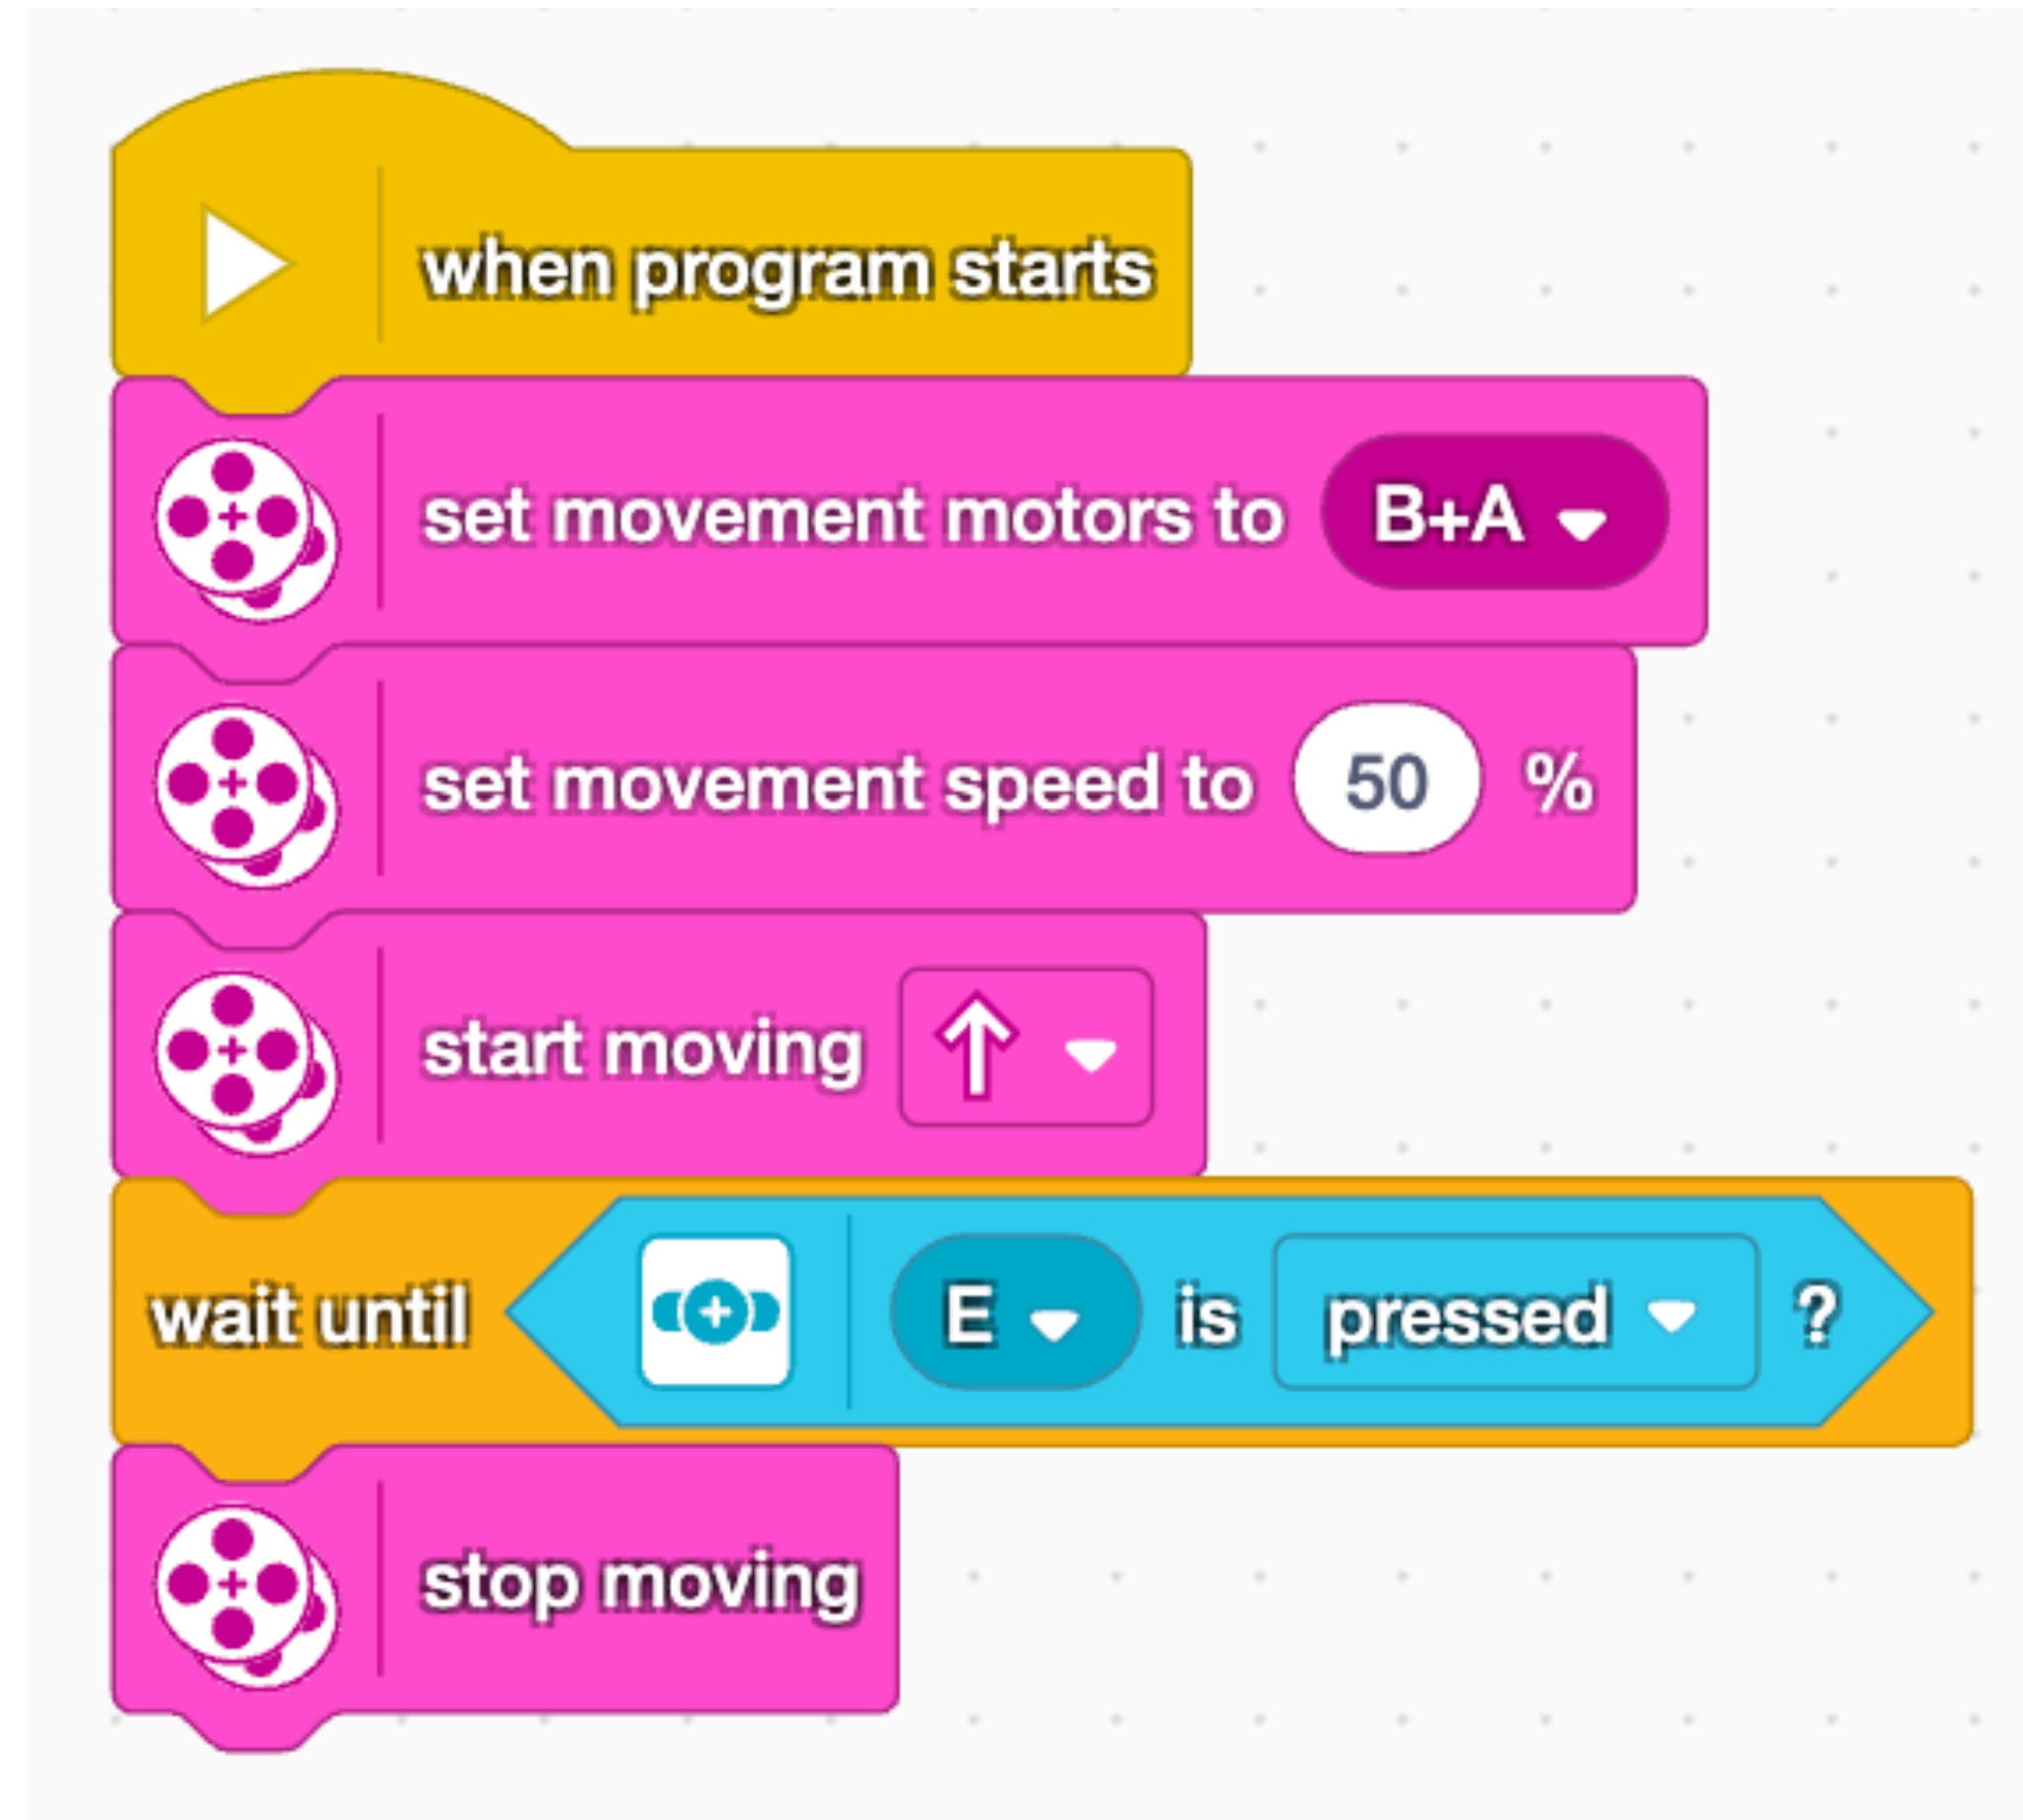 when program starts
set movement motors to B+A
set movement speed to 50 %
start moving
wait until E is pressed ?
stop moving